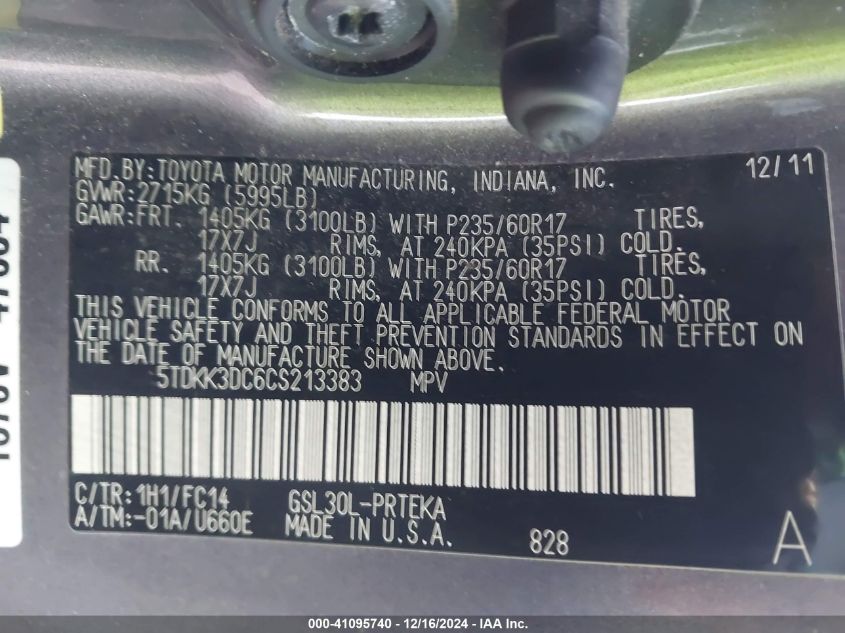 MFD.BY:TOYOTA MOTOR MANUFACTURING, INDIANA, INC. 12/11
GVWR:2715KG (5995LB)
GAWR:FRT. 1405KG (3100LB) WITH P235/60R17 TIRES,
17X7J RIMS, AT 240KPA (35PSI) COLD.
RR. 1405KG (3100LB) WITH P235/60R17 TIRES,
17X7J RIMS, AT 240KPA (35PSI) COLD.
THIS VEHICLE CONFORMS TO ALL APPLICABLE FEDERAL MOTOR
VEHICLE SAFETY AND THEFT PREVENTION STANDARDS IN EFFECT ON
THE DATE OF MANUFACTURE SHOWN ABOVE.
5TDKK3DC6CS213383 MPV
C/TR:1H1/FC14 GSL30L-PRTEKA
A/TM:-01A/U660E MADE IN U.S.A. 828 A
000-41095740 - 12/16/2024 - IAA Inc.